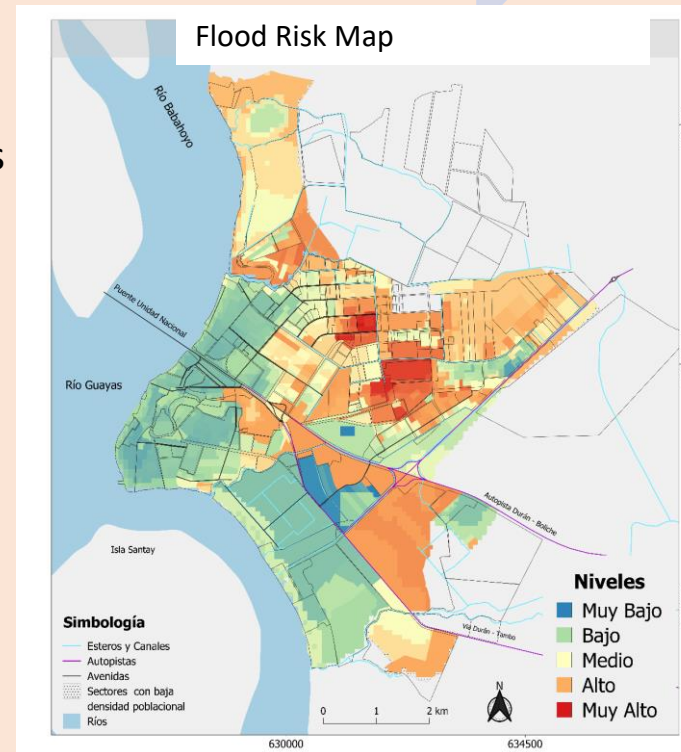 Flood Risk Map
s
Río Babahoyo
Puente Unidad Nacional
Río Guayas
Isla Santay
Autopista Durán - Boliche
Vía Durán - Tambo
Simbología
Esteros y Canales
Autopistas
Avenidas
Sectores con baja
densidad poblacional
Ríos
N
0 1 2 km
Niveles
Muy Bajo
Bajo
Medio
Alto
Muy Alto
630000 634500